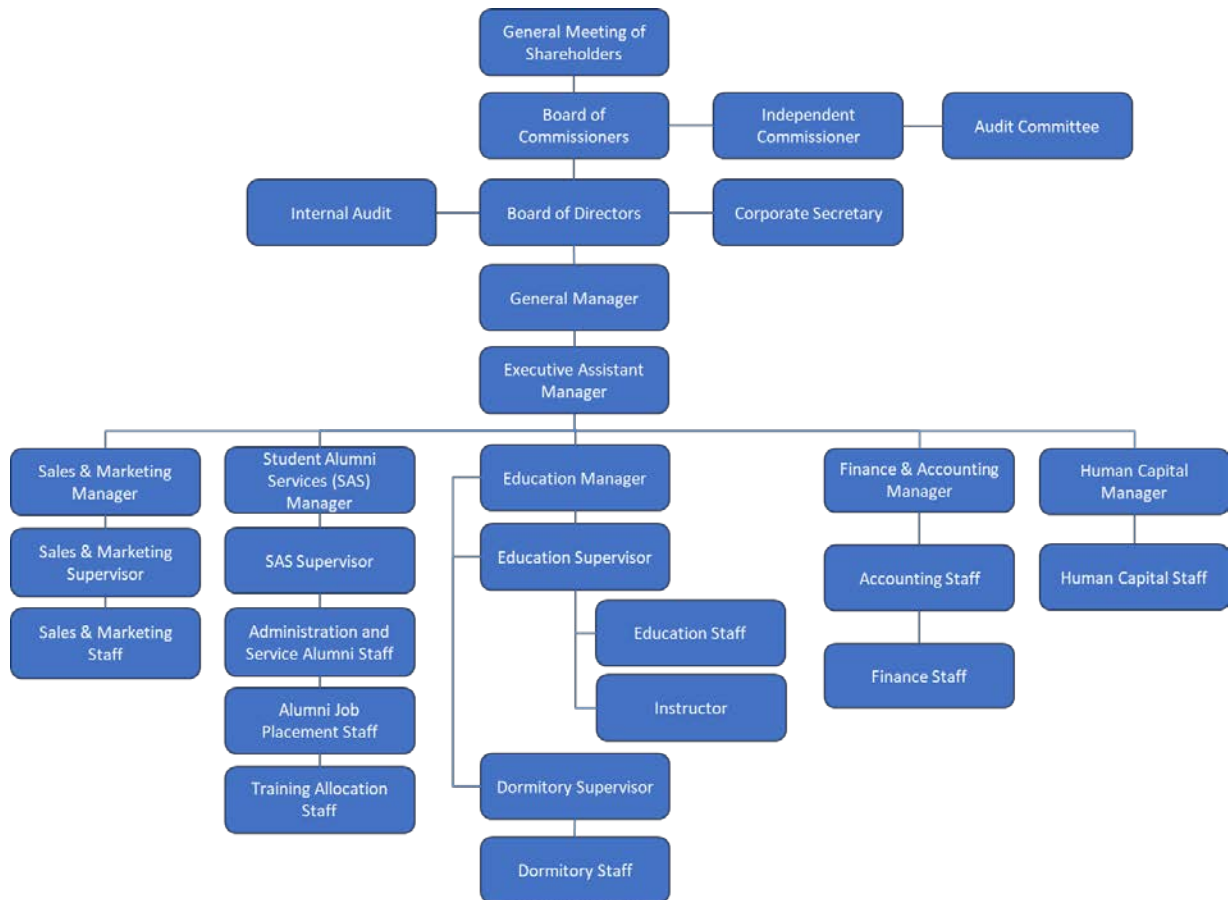 General Meeting of
Shareholders
Board of
Commissioners
Independent
Commissioner
Audit Committee
Internal Audit
Board of Directors
Corporate Secretary
General Manager
Executive Assistant
Manager
Sales & Marketing
Manager
Student Alumni
Services (SAS)
Manager
Education Manager
Finance & Accounting
Manager
Human Capital
Manager
Sales & Marketing
Supervisor
SAS Supervisor
Education Supervisor
Accounting Staff
Human Capital Staff
Sales & Marketing
Staff
Administration and
Service Alumni Staff
Education Staff
Finance Staff
Alumni Job
Placement Staff
Instructor
Training Allocation
Staff
Dormitory Supervisor
Dormitory Staff